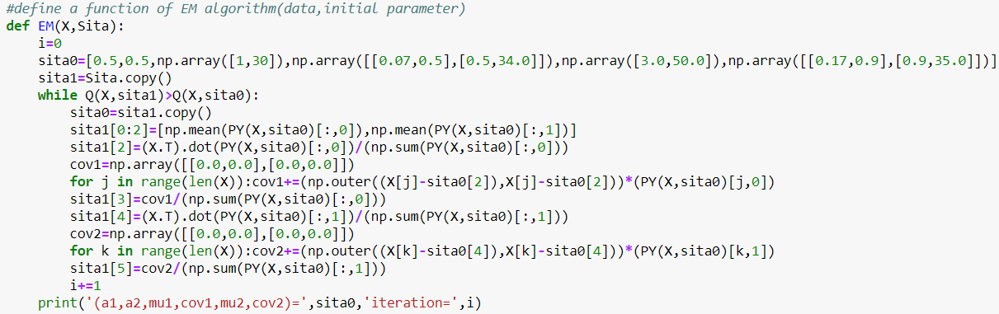 #define a function of EM algorithm(data,initial parameter)
def EM(X,Sita):
    i=0
    sita0=[0.5,0.5,np.array([1,30]),np.array([[0.07,0.5],[0.5,34.0]]),np.array([3.0,50.0]),np.array([[0.17,0.9],[0.9,35.0]])]
    sita1=Sita.copy()
    while Q(X,sita1)>Q(X,sita0):
        sita0=sita1.copy()
        sita1[0:2]=[np.mean(PY(X,sita0)[:,0]),np.mean(PY(X,sita0)[:,1])]
        sita1[2]=(X.T).dot(PY(X,sita0)[:,0])/(np.sum(PY(X,sita0)[:,0]))
        cov1=np.array([[0.0,0.0],[0.0,0.0]])
        for j in range(len(X)):cov1+=(np.outer((X[j]-sita0[2]),X[j]-sita0[2]))*(PY(X,sita0)[j,0])
        sita1[3]=cov1/(np.sum(PY(X,sita0)[:,0]))
        sita1[4]=(X.T).dot(PY(X,sita0)[:,1])/(np.sum(PY(X,sita0)[:,1]))
        cov2=np.array([[0.0,0.0],[0.0,0.0]])
        for k in range(len(X)):cov2+=(np.outer((X[k]-sita0[4]),X[k]-sita0[4]))*(PY(X,sita0)[k,1])
        sita1[5]=cov2/(np.sum(PY(X,sita0)[:,1]))
        i+=1
    print('(a1,a2,mu1,cov1,mu2,cov2)=',sita0,'iteration=',i)